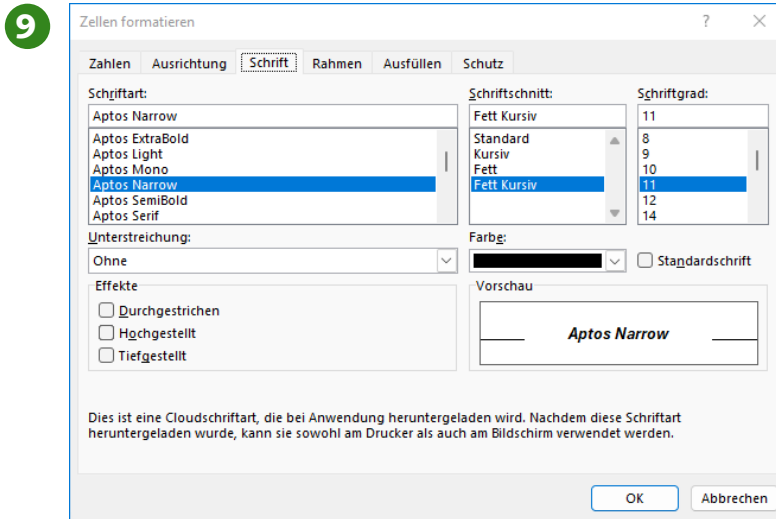 9
Zellen formatieren ? ×
Zahlen Ausrichtung Schrift Rahmen Ausfüllen Schutz
Schriftart: Schriftschnitt: Schriftgrad:
Aptos Narrow Fett Kursiv 11
Aptos ExtraBold Standard 8
Aptos Light Kursiv 9
Aptos Mono Fett 10
Aptos Narrow Fett Kursiv 11
Aptos SemiBold 12
Aptos Serif 14
Unterstreichung: Farbe:
Ohne Standardschrift
Effekte Vorschau
Durchgestrichen
Hochgestellt
Tiefgestellt
Aptos Narrow
Dies ist eine Cloudschriftart, die bei Anwendung heruntergeladen wird. Nachdem diese Schriftart
heruntergeladen wurde, kann sie sowohl am Drucker als auch am Bildschirm verwendet werden.
OK Abbrechen